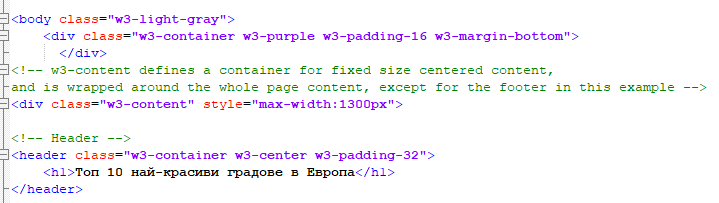 <body class="w3-light-gray">
<div class="w3-container w3-purple w3-padding-16 w3-margin-bottom">
</div>
<!-- w3-content defines a container for fixed size centered content,
and is wrapped around the whole page content, except for the footer in this example -->
<div class="w3-content" style="max-width:1300px">
<!-- Header -->
<header class="w3-container w3-center w3-padding-32">
<h1>Топ 10 най-красиви градове в Европа</h1>
</header>